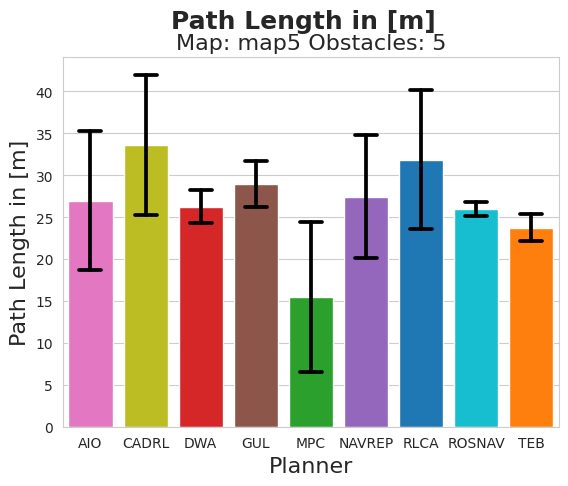 Path Length in [m]
Map: map5 Obstacles: 5
Path Length in [m]
40
35
30
25
20
15
10
5
0
AIO CADRL DWA GUL MPC NAVREP RLCA ROSNAV TEB
Planner